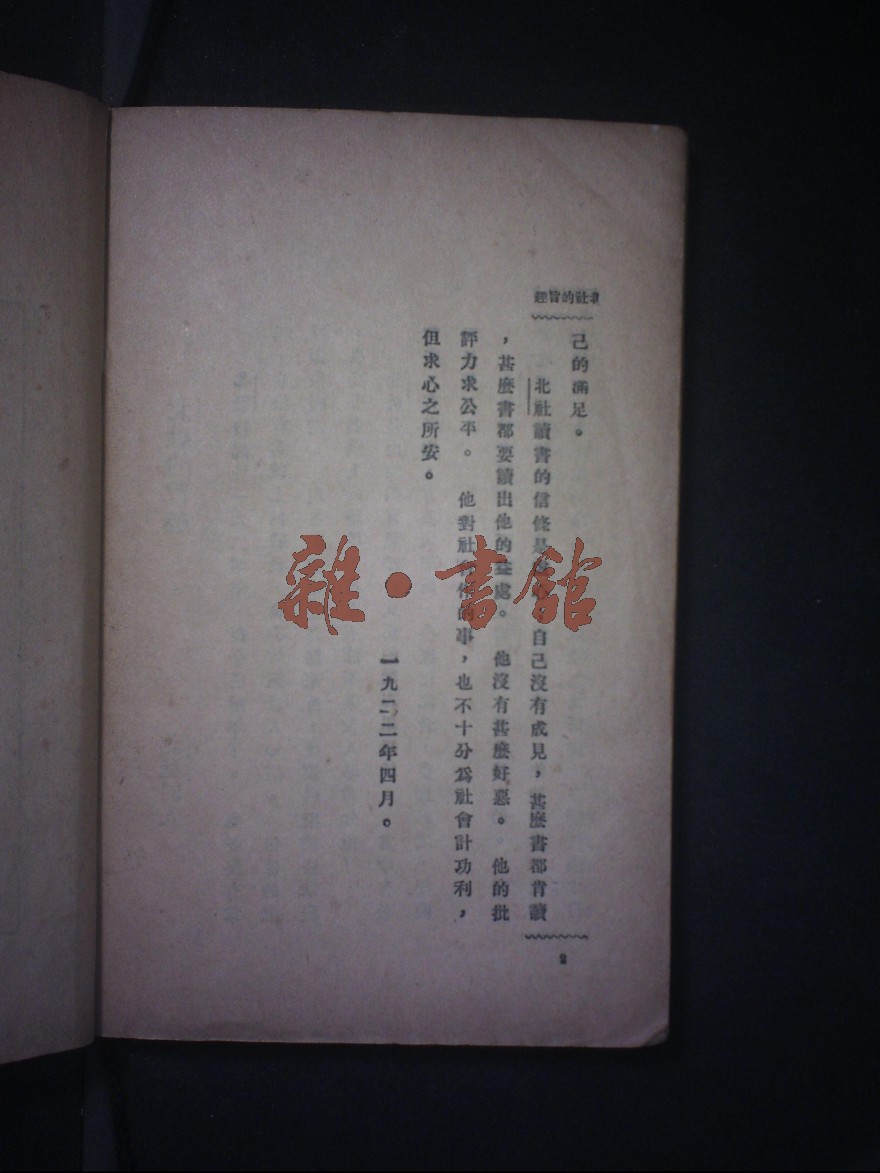 北社的旨趣
己的滿足。
北社讀書的信條是自己沒有成見，甚麼書都肯讀
，甚麼書都要讀出他的益處。他沒有甚麼好惡。他的批
評力求公平。他對社的事，也不十分爲社會計功利，
但求心之所安。
一九二二年四月。
2
雜·書館